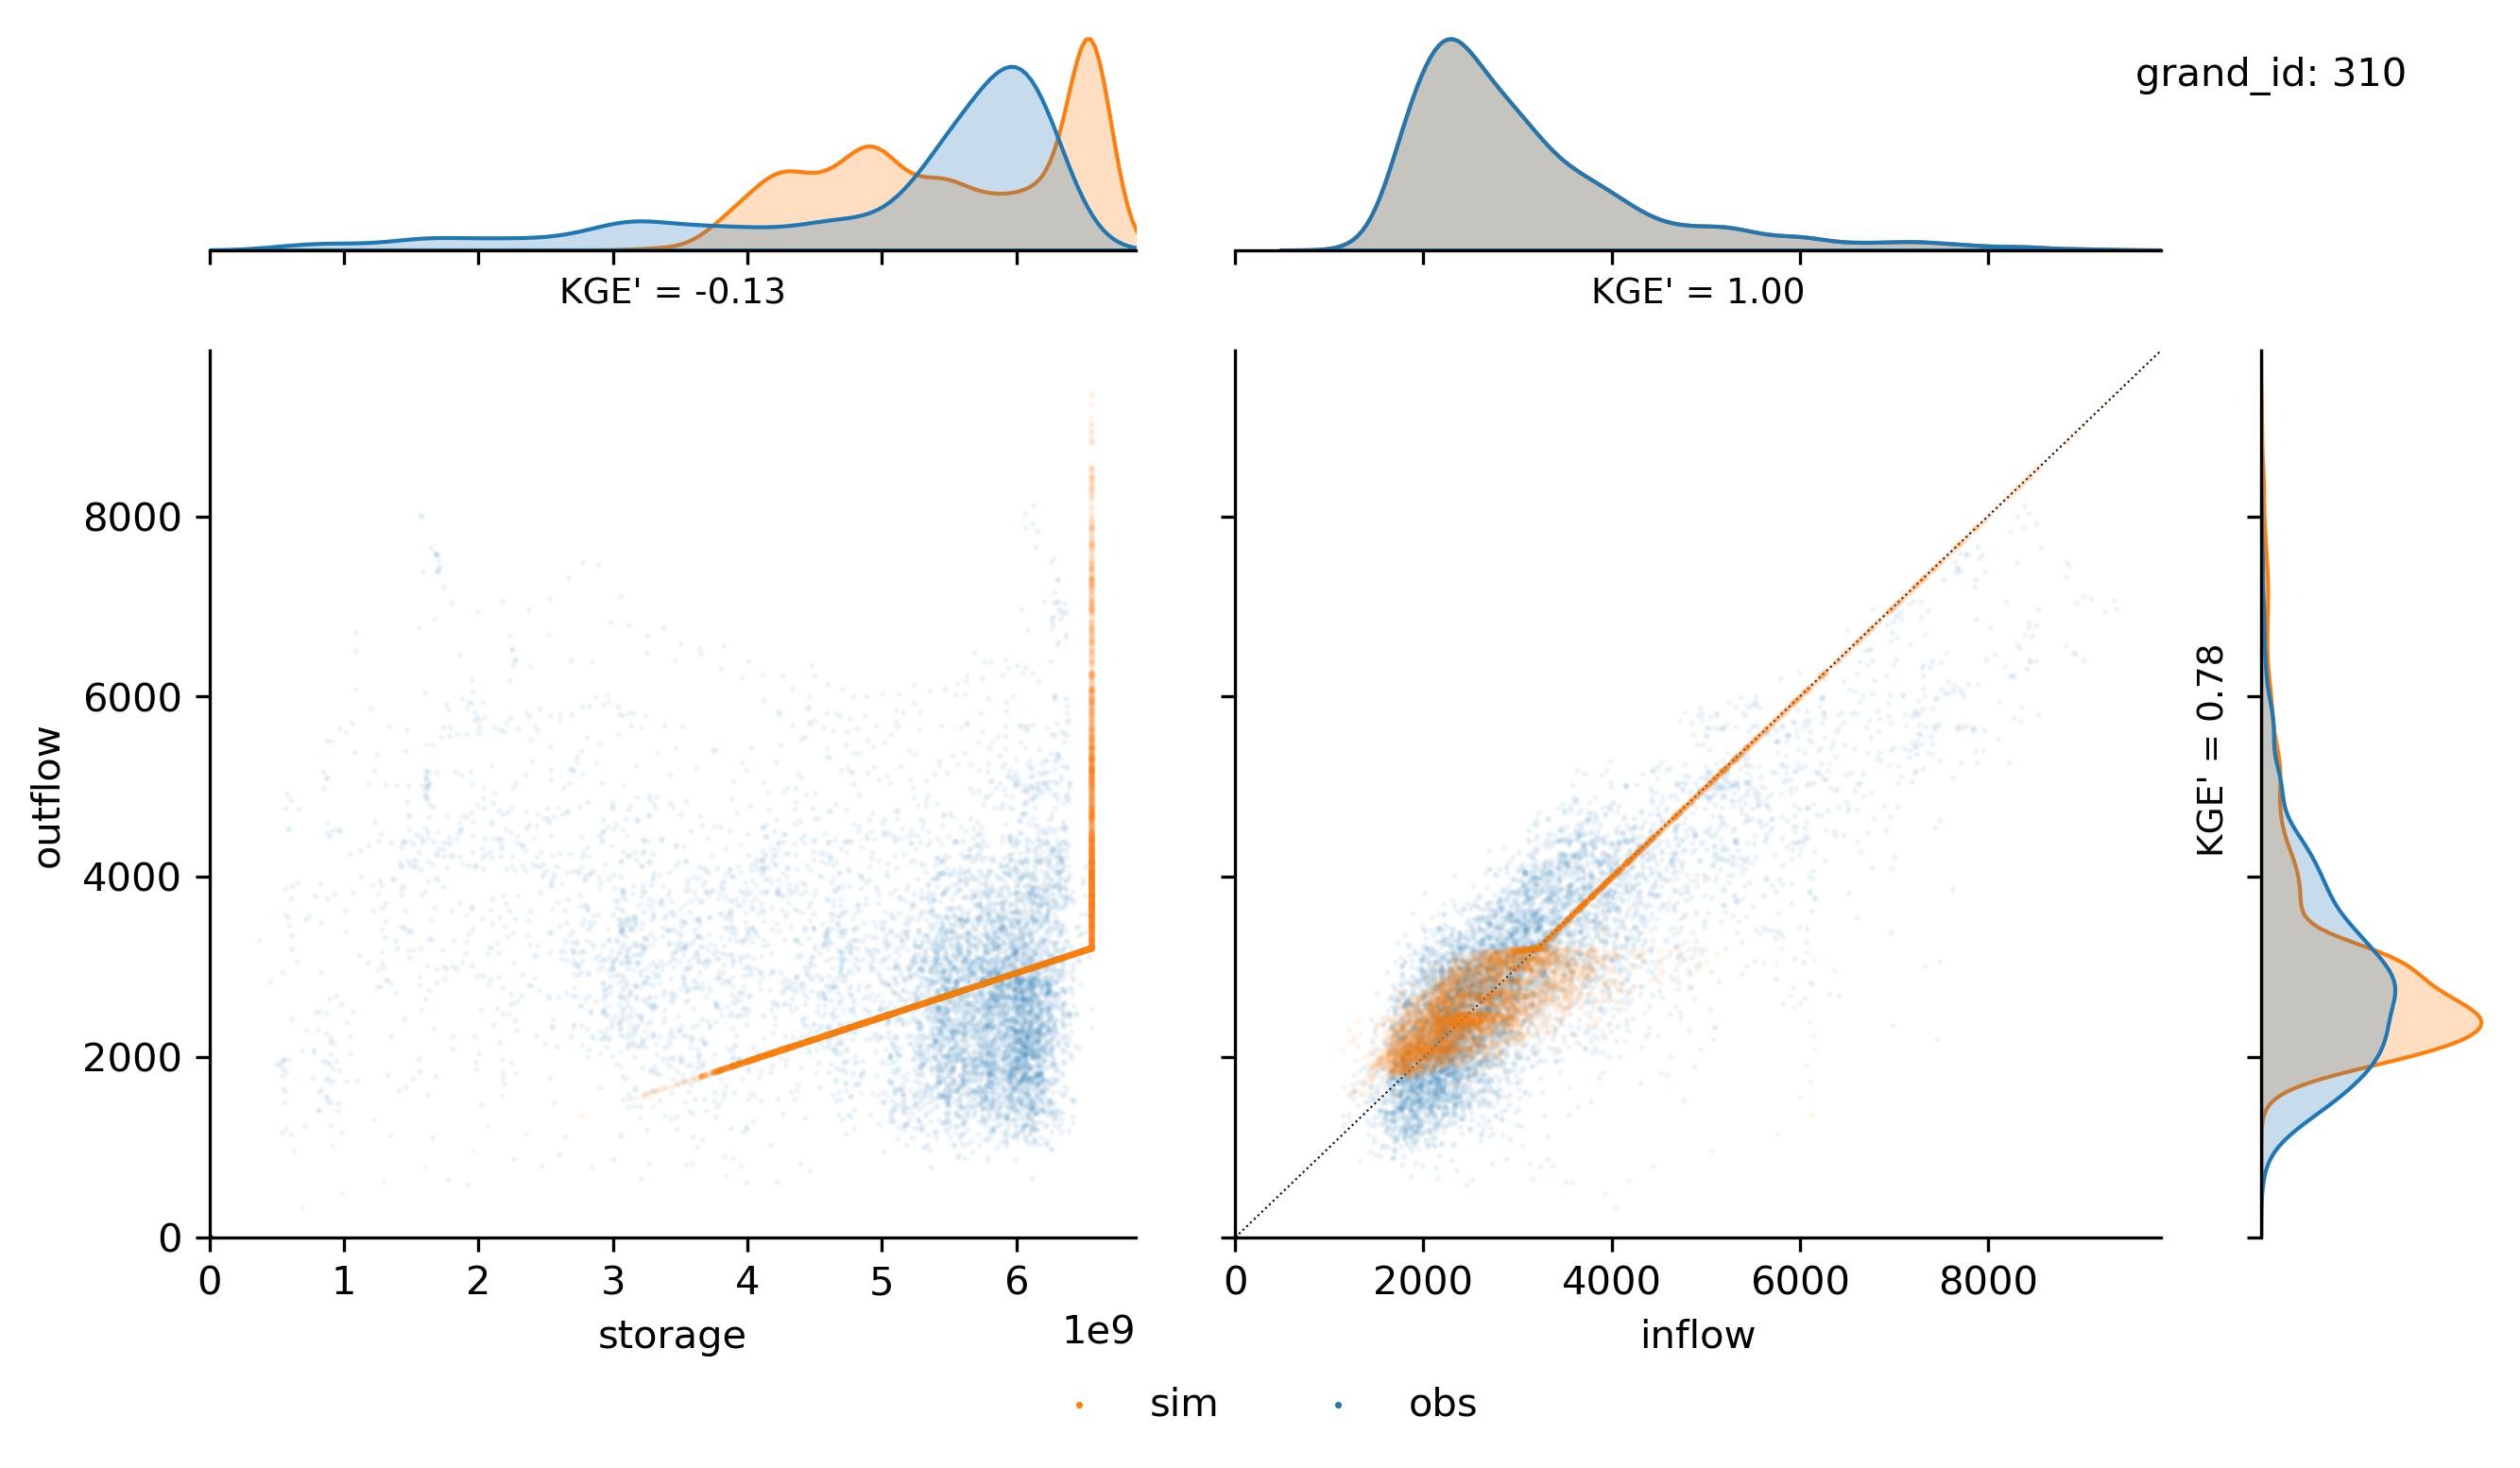 grand_id: 310
KGE' = -0.13
KGE' = 1.00
outflow
8000
6000
4000
2000
0
KGE' = 0.78
0 1 2 3 4 5 6
1e9
storage
0 2000 4000 6000 8000
inflow
sim obs